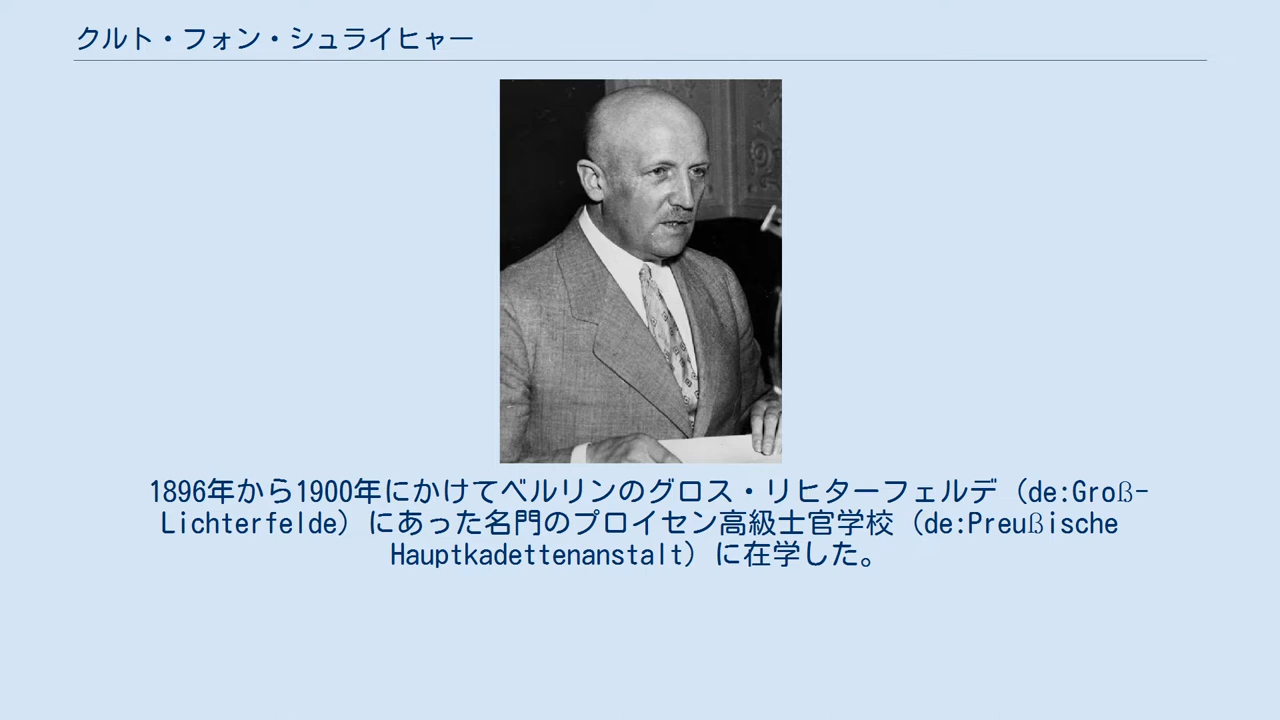 クルト・フォン・シュライヒャー
1896年から1900年にかけてベルリンのグロス・リヒターフェルデ（de:Groß-
Lichterfelde）にあった名門のプロイセン高級士官学校（de:Preußische
Hauptkadettenanstalt）に在学した。